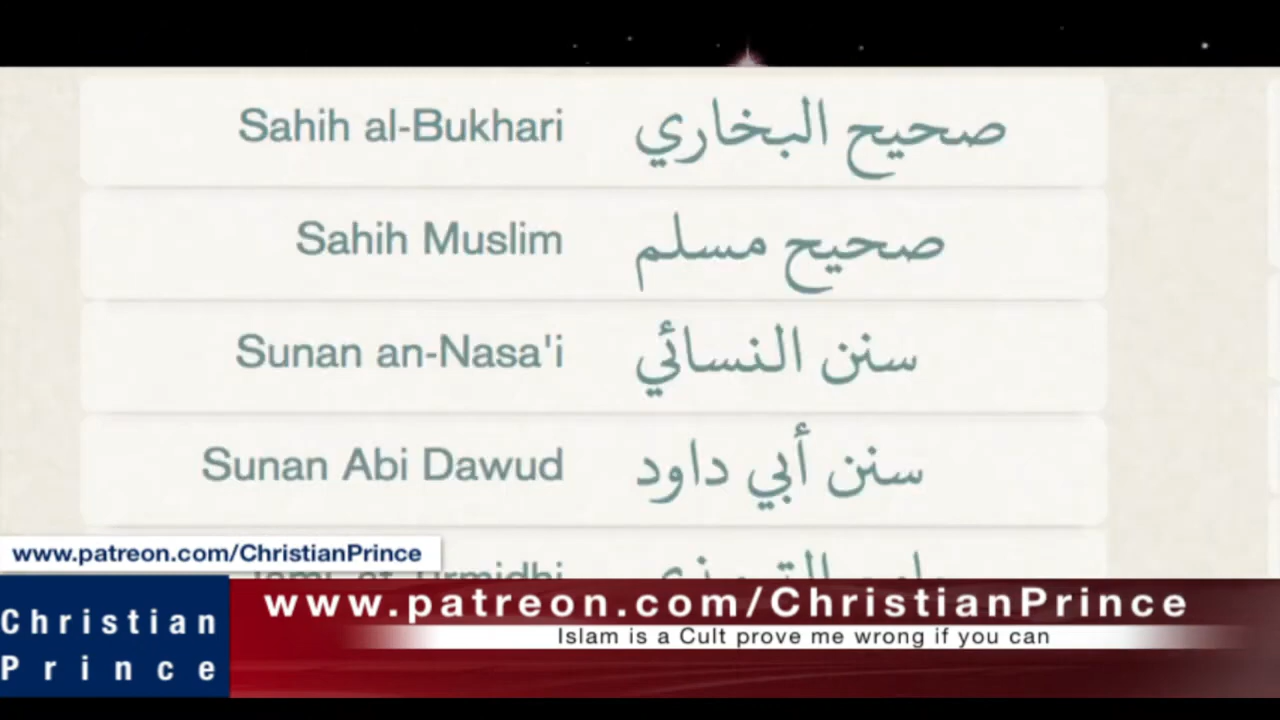 Sahih al-Bukhari صحيح البخاري
Sahih Muslim صحيح مسلم
Sunan an-Nasa'i سنن النسائي
Sunan Abi Dawud سنن أبي داود
www.patreon.com/ChristianPrince
Christian
Prince
www.patreon.com/ChristianPrince
Islam is a Cult prove me wrong if you can